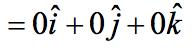 = 0î + 0ĵ + 0k̂